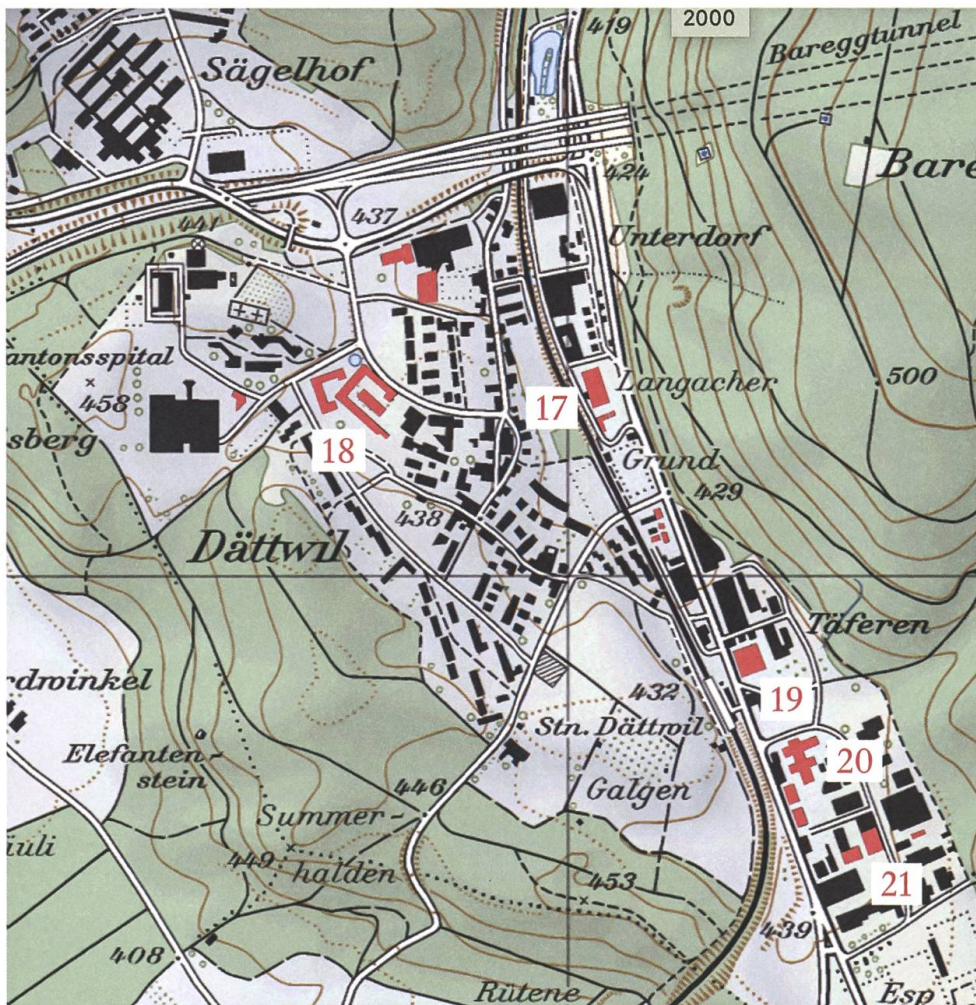 2000
419
Bareggtunnel
Sägelhof
Bare
424
437
441
Unterdorf
antonsspital
Langacher
500
458
17
sberg
18
Grund
429
438
Dättwil
Täferen
rdwinkel
432
19
Stn. Dättwil
Elefanten-
stein
20
446
Galgen
Summer-
äuli
449
halden
453
21
439
408
Rütene
Esp